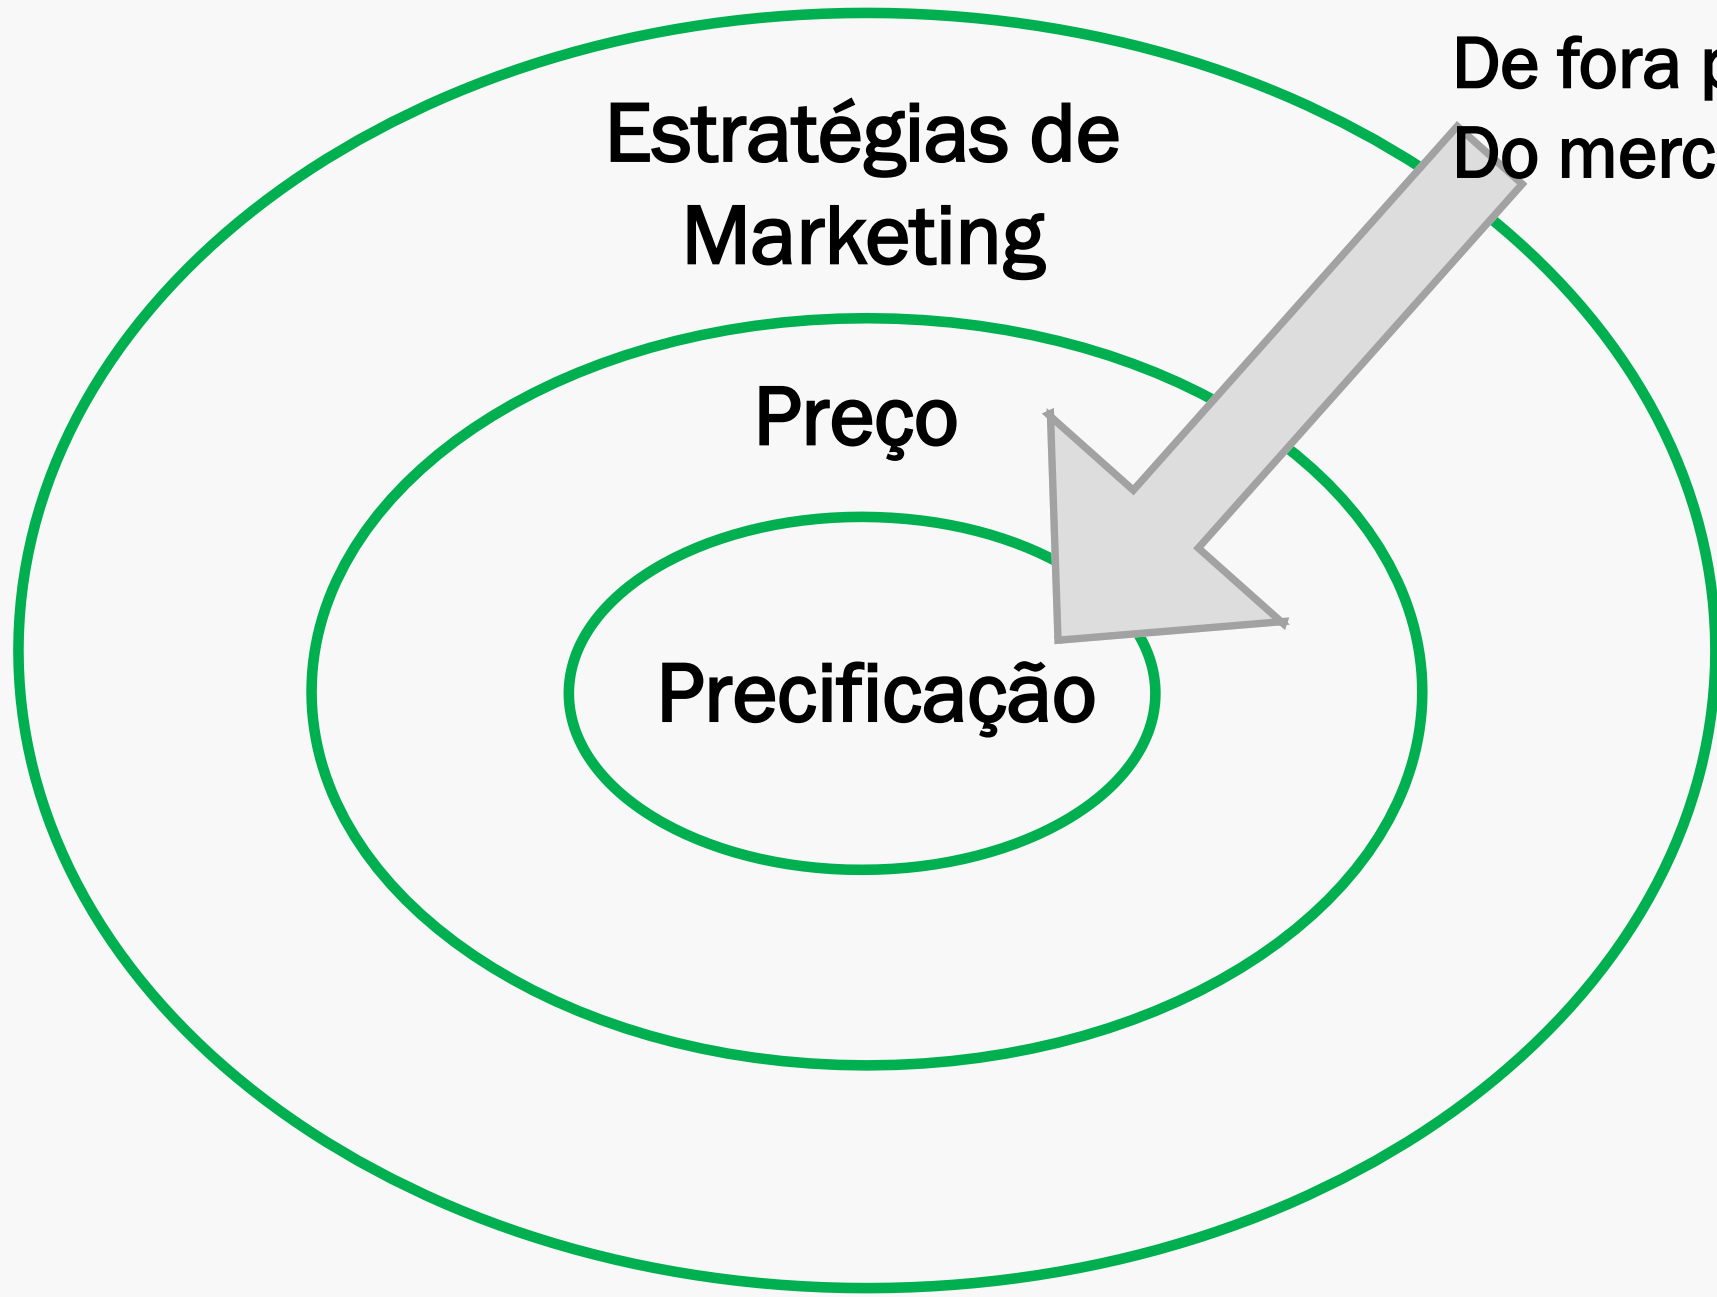 De fora
Do
Estratégias de
Marketing
Preço
Precificação